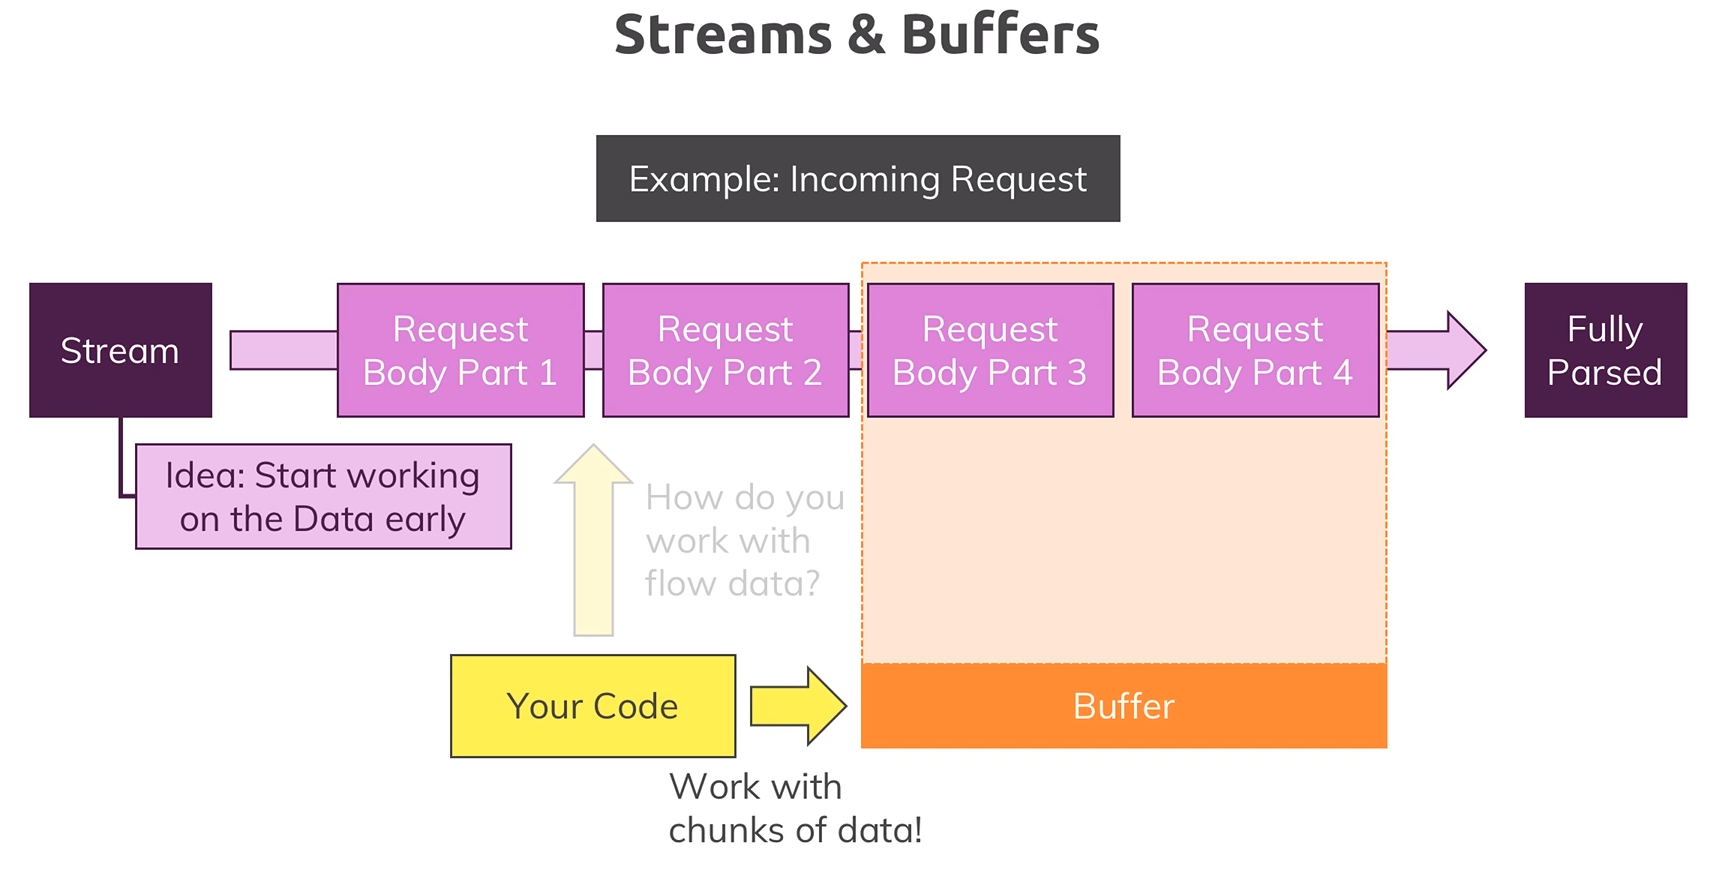 Streams & Buffers
Example: Incoming Request
Stream
Request
Body Part 1
Request
Body Part 2
Request
Body Part 3
Request
Body Part 4
Fully
Parsed
Idea: Start working
on the Data early
How do you
work with
flow data?
Your Code
Buffer
Work with
chunks of data!